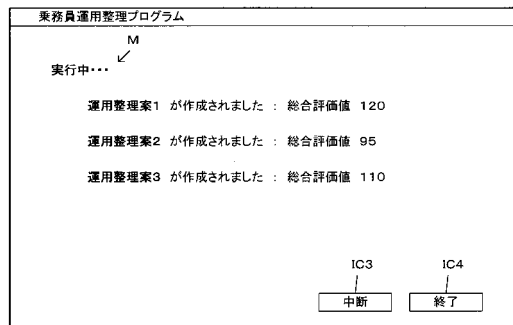 乗務員運用整理プログラム
M
実行中・・・
運用整理案1 が作成されました : 総合評価値 120
運用整理案2 が作成されました : 総合評価値 95
運用整理案3 が作成されました : 総合評価値 110
IC3 IC4
中断 終了